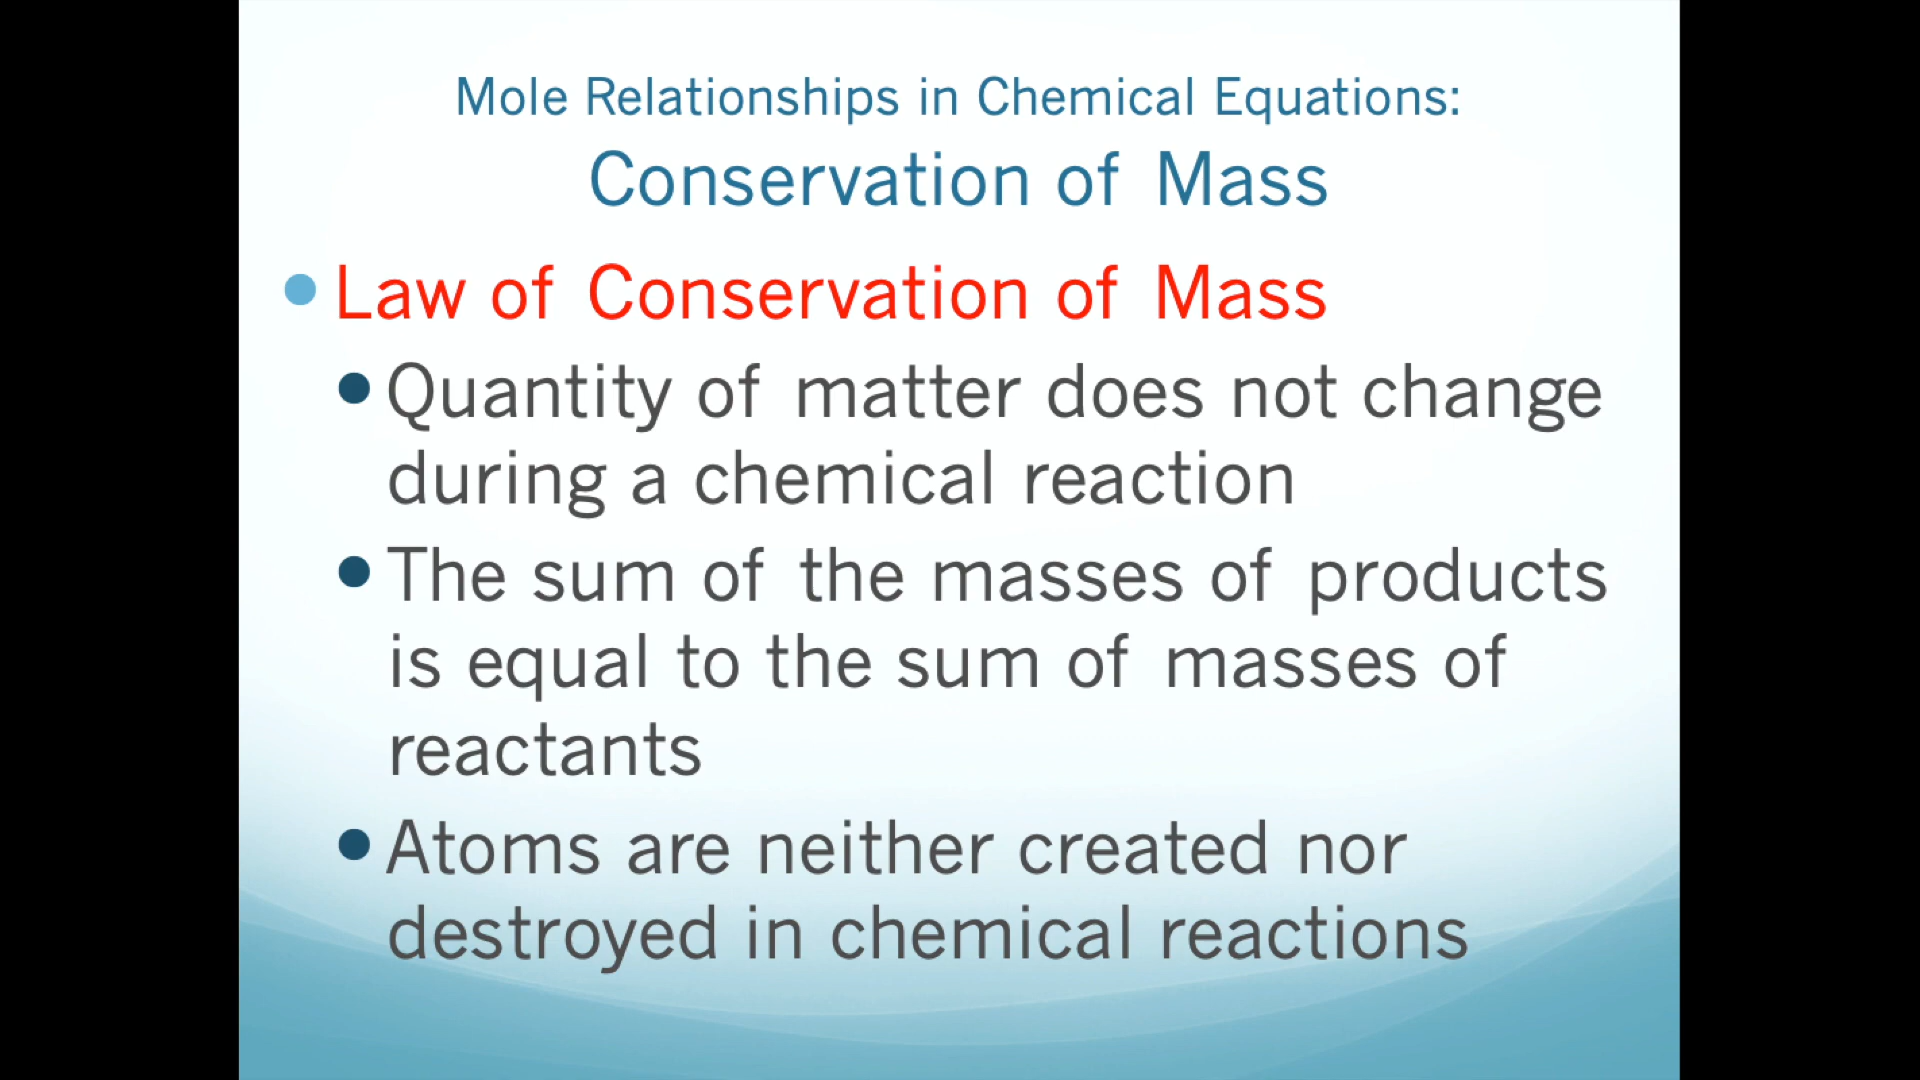 Mole Relationships in Chemical Equations:
Conservation of Mass
Law of Conservation of Mass
Quantity of matter does not change
during a chemical reaction
The sum of the masses of products
is equal to the sum of masses of
reactants
Atoms are neither created nor
destroyed in chemical reactions